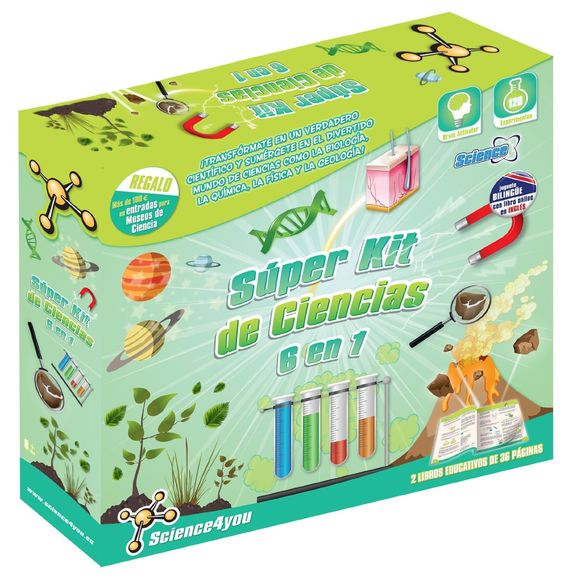 Súper Kit
de Ciencias
6 en 1
¡TRANSFÓRMATE EN UN VERDADERO
CIENTÍFICO Y SUMÉRGETE EN EL DIVERTIDO
MUNDO DE CIENCIAS COMO LA BIOLOGÍA,
LA QUÍMICA, LA FÍSICA Y LA GEOLOGÍA!
REGALO
Más de 100 €
en entradas para
Museos de
Ciencia
Brain Activator
120
Experimentos
Science
juguete
BILINGÜE
con libro online
en INGLÉS
Súper Kit
de Ciencias
6 en 1
Súper Kit
de Ciencias
6 en 1
2 LIBROS EDUCATIVOS DE 36 PÁGINAS
www.science4you.es
Science4you